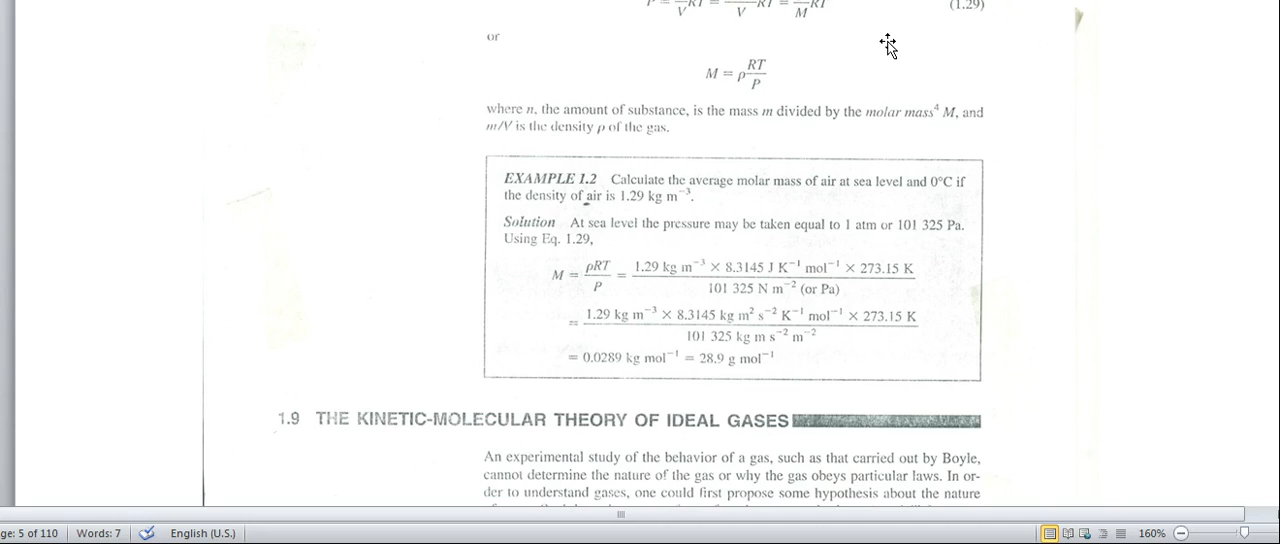 P = n/V RT = m/M/V RT = ρ/M RT (1.29)
or
M = ρ RT/P
where n, the amount of substance, is the mass m divided by the molar mass⁴ M, and
m/V is the density ρ of the gas.
EXAMPLE 1.2 Calculate the average molar mass of air at sea level and 0°C if
the density of air is 1.29 kg m⁻³.
Solution At sea level the pressure may be taken equal to 1 atm or 101 325 Pa.
Using Eq. 1.29,
M = ρRT/P = 1.29 kg m⁻³ × 8.3145 J K⁻¹ mol⁻¹ × 273.15 K / 101 325 N m⁻² (or Pa)
= 1.29 kg m⁻³ × 8.3145 kg m² s⁻² K⁻¹ mol⁻¹ × 273.15 K / 101 325 kg m s⁻² m⁻²
= 0.0289 kg mol⁻¹ = 28.9 g mol⁻¹
1.9 THE KINETIC-MOLECULAR THEORY OF IDEAL GASES
An experimental study of the behavior of a gas, such as that carried out by Boyle,
cannot determine the nature of the gas or why the gas obeys particular laws. In or-
der to understand gases, one could first propose some hypothesis about the nature
ge: 5 of 110 Words: 7 English (U.S.) 160%